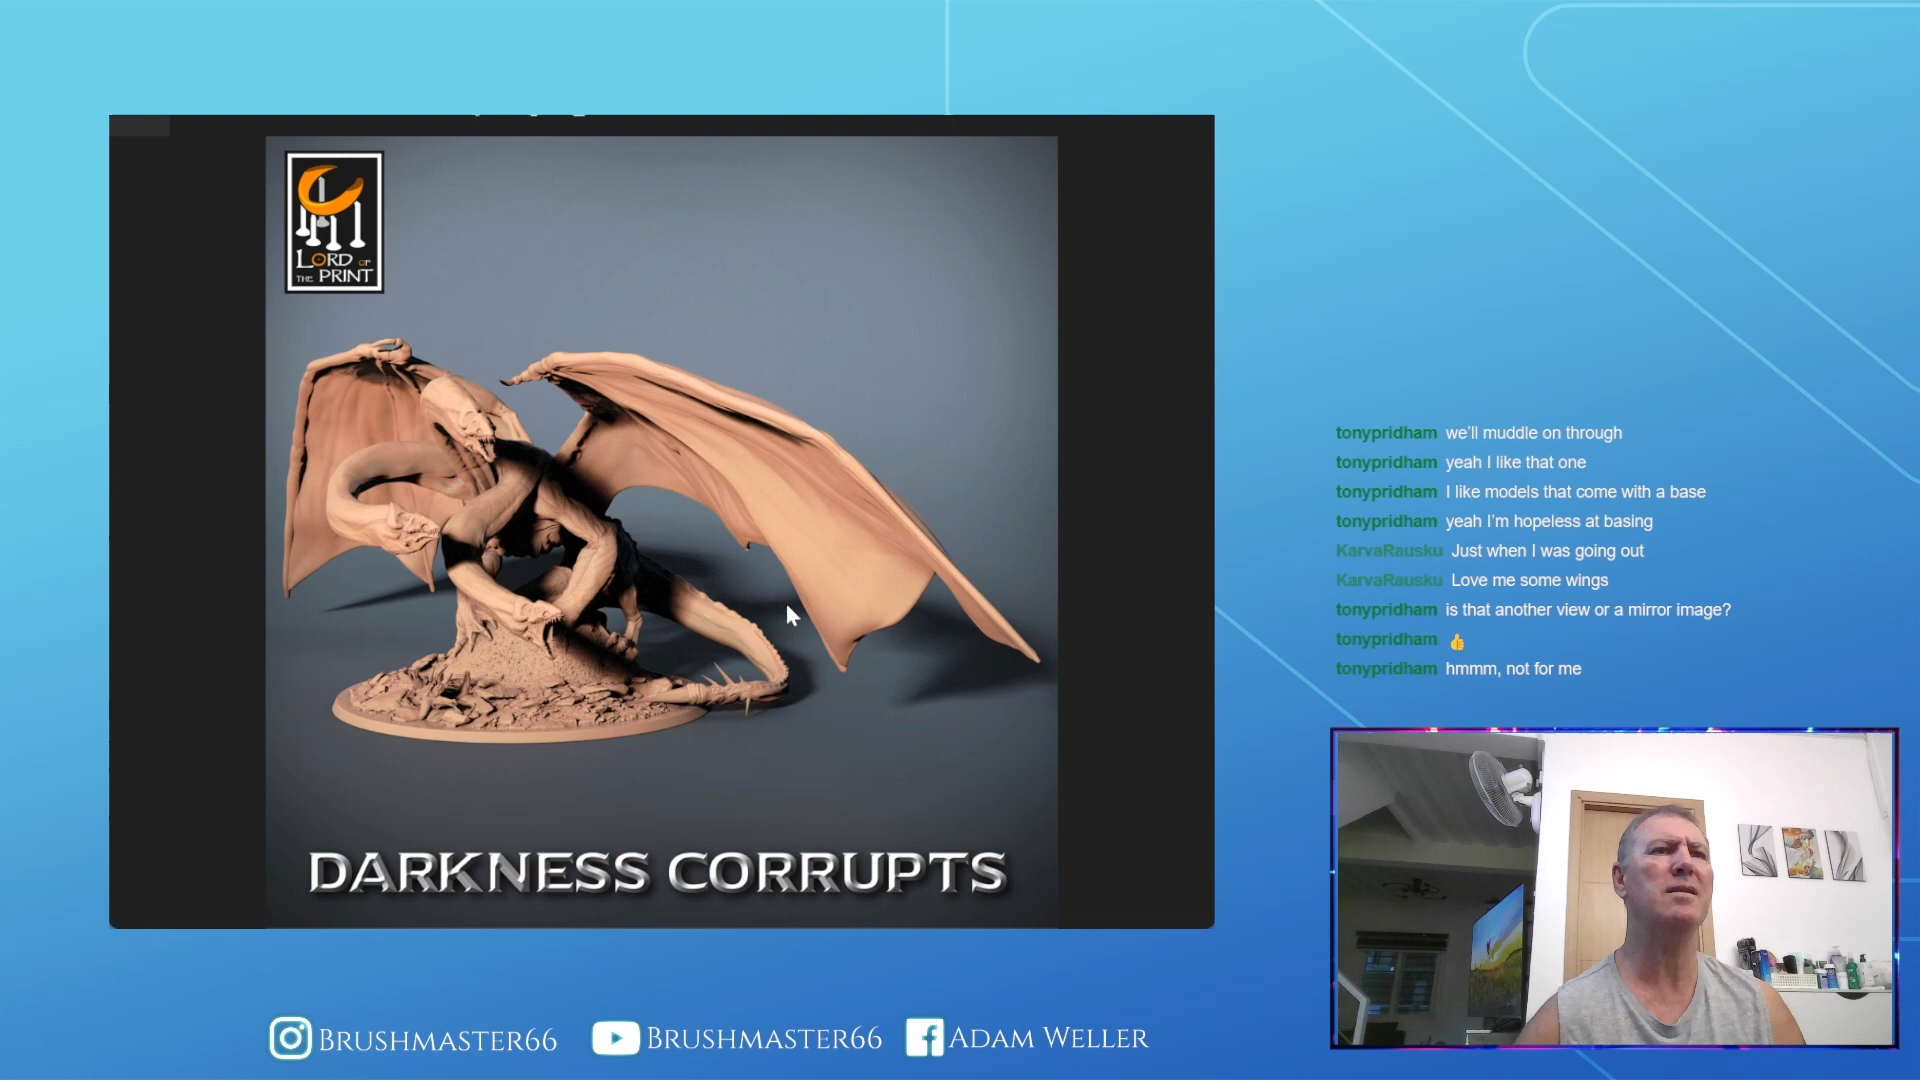 LORD OF
THE PRINT
DARKNESS CORRUPTS
tonypridham we'll muddle on through
tonypridham yeah I like that one
tonypridham I like models that come with a base
tonypridham yeah I'm hopeless at basing
KarvaRausku Just when I was going out
KarvaRausku Love me some wings
tonypridham is that another view or a mirror image?
tonypridham 👍
tonypridham hmmm, not for me
BRUSHMASTER66 BRUSHMASTER66 ADAM WELLER